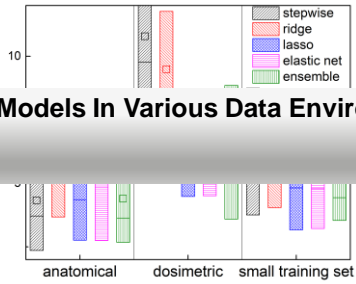 stepwise
ridge
10
lasso
elastic net
ensemble
Models In Various Data Envir
anatomical dosimetric small training set